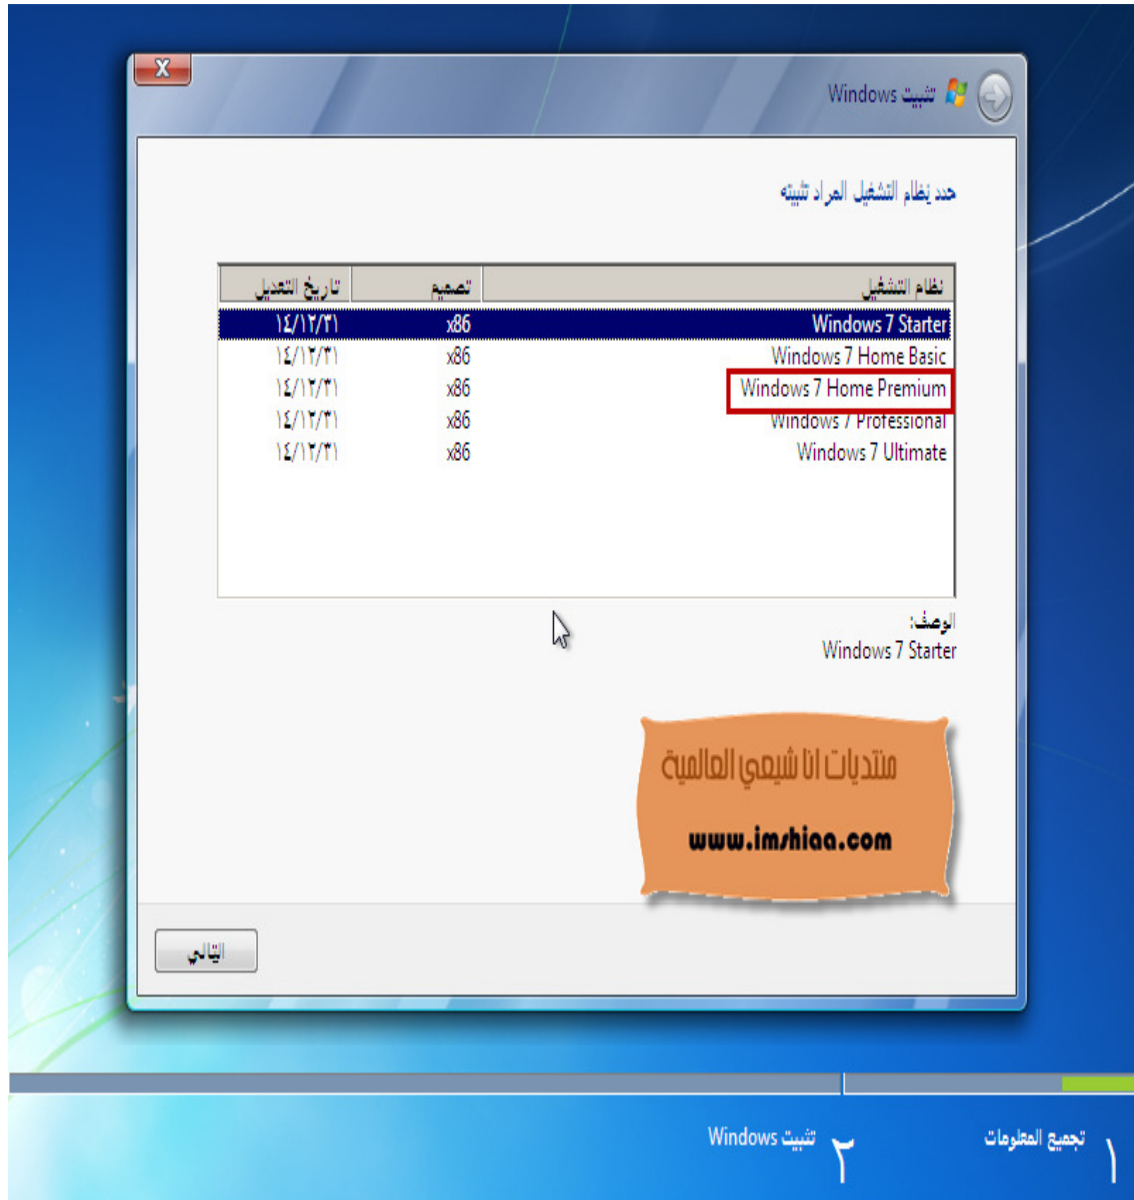 تثبيت Windows
حدد نظام التشغيل المراد تثبيته
نظام التشغيل تصميم تاريخ التعديل
Windows 7 Starter x86 ١٤/١٢/٣١
Windows 7 Home Basic x86 ١٤/١٢/٣١
Windows 7 Home Premium x86 ١٤/١٢/٣١
Windows 7 Professional x86 ١٤/١٢/٣١
Windows 7 Ultimate x86 ١٤/١٢/٣١
الوصف:
Windows 7 Starter
منتديات انا شيعي العالمية
www.imshiaa.com
التالي
١ تجميع المعلومات ٢ تثبيت Windows